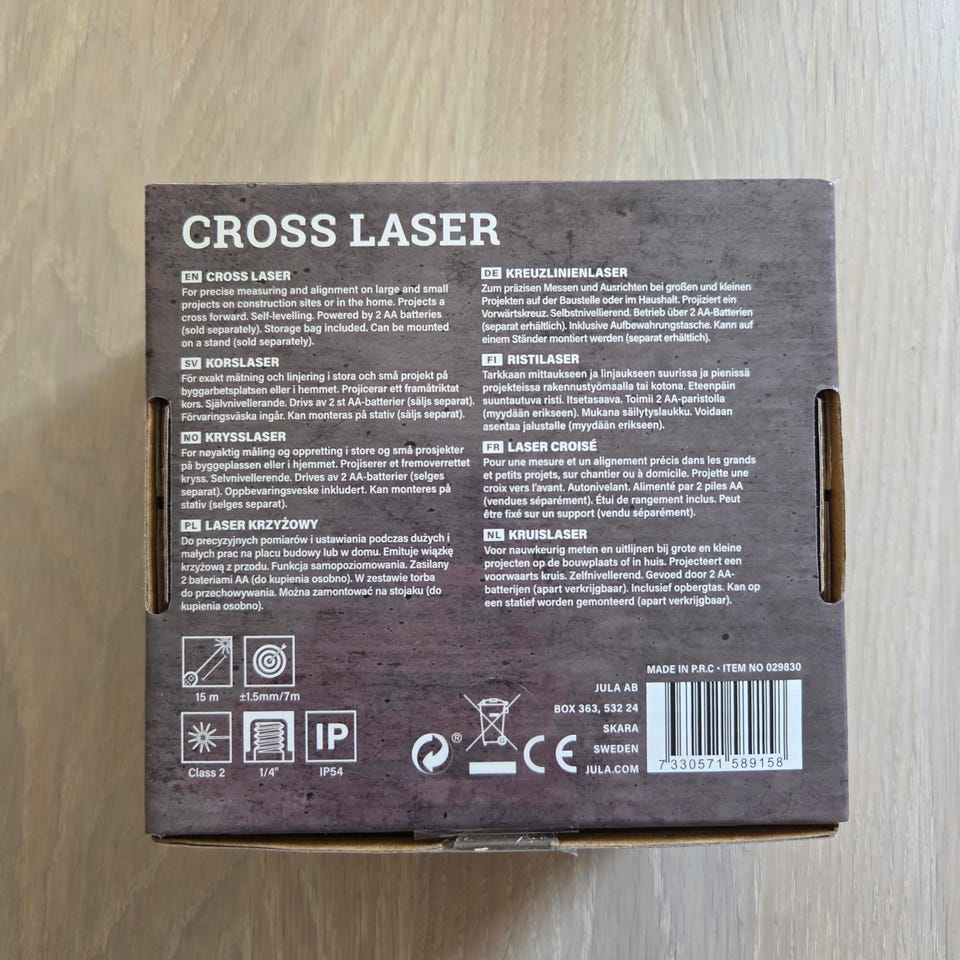 CROSS LASER
EN CROSS LASER
For precise measuring and alignment on large and small
projects on construction sites or in the home. Projects a
cross forward. Self-levelling. Powered by 2 AA batteries
(sold separately). Storage bag included. Can be mounted
on a stand (sold separately).
SV KORSLASER
För exakt mätning och linjering i stora och små projekt på
byggarbetsplatsen eller i hemmet. Projicerar ett framåtriktat
kors. Självnivellerande. Drivs av 2 st AA-batterier (säljs separat).
Förvaringsväska ingår. Kan monteras på stativ (säljs separat).
NO KRYSSLASER
For nøyaktig måling og oppretting i store og små prosjekter
på byggeplassen eller i hjemmet. Projiserer et fremoverrettet
kryss. Selvnivellerende. Drives av 2 AA-batterier (selges
separat). Oppbevaringsveske inkludert. Kan monteres på
stativ (selges separat).
PL LASER KRZYŻOWY
Do precyzyjnych pomiarów i ustawiania podczas dużych i
małych prac na placu budowy lub w domu. Emituje wiązkę
krzyżową z przodu. Funkcja samopoziomowania. Zasilany
2 bateriami AA (do kupienia osobno). W zestawie torba
do przechowywania. Można zamontować na stojaku (do
kupienia osobno).
DE KREUZLINIENLASER
Zum präzisen Messen und Ausrichten bei großen und kleinen
Projekten auf der Baustelle oder im Haushalt. Projiziert ein
Vorwärtskreuz. Selbstnivellierend. Betrieb über 2 AA-Batterien
(separat erhältlich). Inklusive Aufbewahrungstasche. Kann auf
einem Ständer montiert werden (separat erhältlich).
FI RISTILASER
Tarkkaan mittaukseen ja linjaukseen suurissa ja pienissä
projekteissa rakennustyömaalla tai kotona. Eteenpäin
suuntautuva risti. Itsetasaava. Toimii 2 AA-paristolla
(myydään erikseen). Mukana säilytyslaukku. Voidaan
asentaa jalustalle (myydään erikseen).
FR LASER CROISÉ
Pour une mesure et un alignement précis dans les grands
et petits projets, sur chantier ou à domicile. Projette une
croix vers l'avant. Autonivelant. Alimenté par 2 piles AA
(vendues séparément). Étui de rangement inclus. Peut
être fixé sur un support (vendu séparément).
NL KRUISLASER
Voor nauwkeurig meten en uitlijnen bij grote en kleine
projecten op de bouwplaats of in huis. Projecteert een
voorwaarts kruis. Zelfnivellerend. Gevoed door 2 AA-
batterijen (apart verkrijgbaar). Inclusief opbergtas. Kan op
een statief worden gemonteerd (apart verkrijgbaar).
15 m
±1.5mm/7m
Class 2
1/4"
IP
IP54
®
CE
JULA AB
BOX 363, 532 24
SKARA
SWEDEN
JULA.COM
MADE IN P.R.C • ITEM NO 029830
7 330571 589158